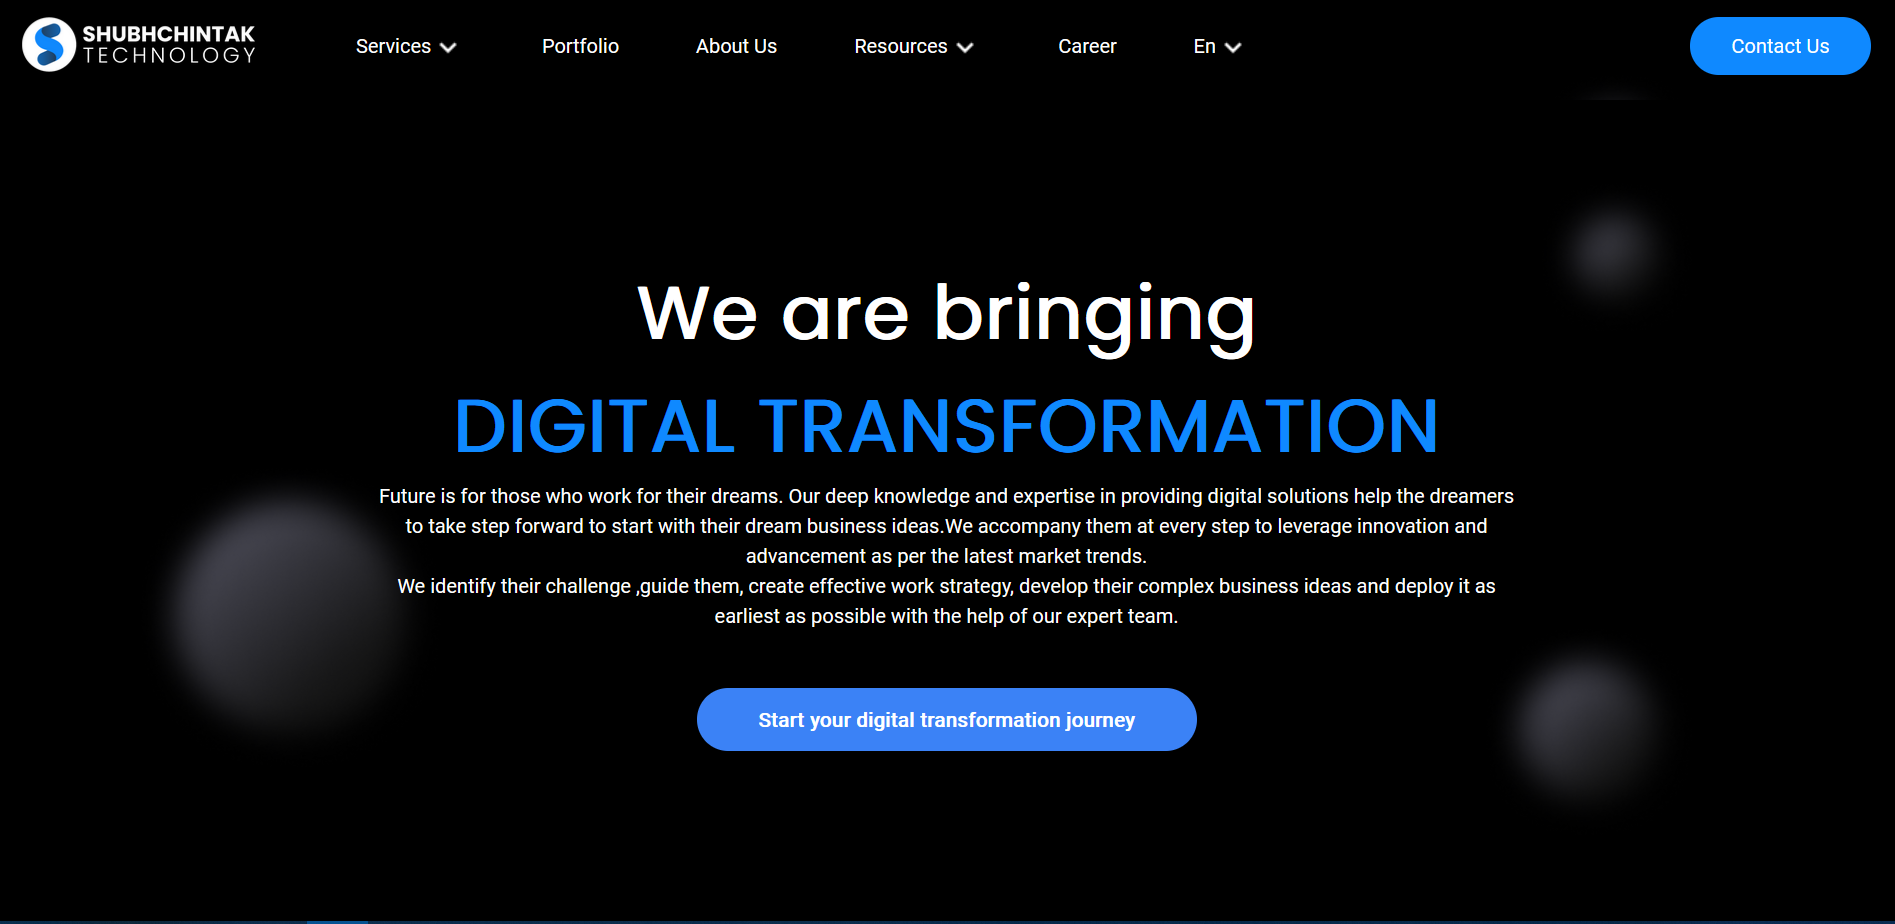 SHUBHCHINTAK
TECHNOLOGY
Services
Portfolio
About Us
Resources
Career
En
Contact Us
We are bringing
DIGITAL TRANSFORMATION
Future is for those who work for their dreams. Our deep knowledge and expertise in providing digital solutions help the dreamers
to take step forward to start with their dream business ideas.We accompany them at every step to leverage innovation and
advancement as per the latest market trends.
We identify their challenge ,guide them, create effective work strategy, develop their complex business ideas and deploy it as
earliest as possible with the help of our expert team.
Start your digital transformation journey